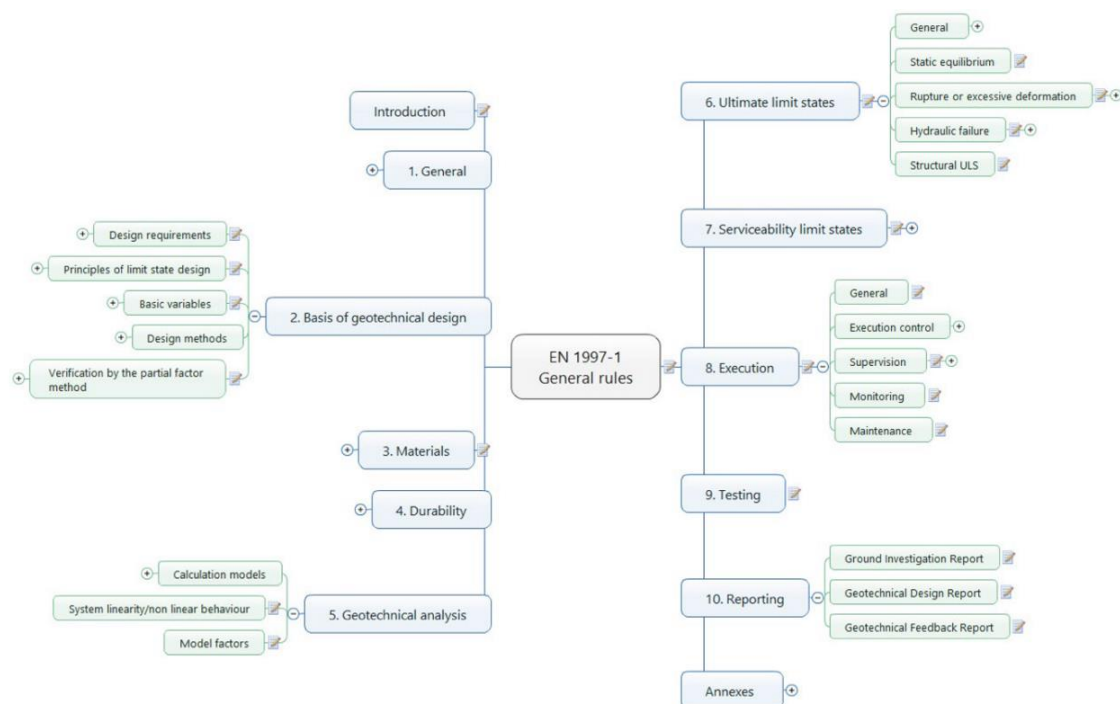 Introduction
1. General
Design requirements
Principles of limit state design
Basic variables
Design methods
Verification by the partial factor
method
2. Basis of geotechnical design
3. Materials
4. Durability
Calculation models
System linearity/non linear behaviour
Model factors
5. Geotechnical analysis
EN 1997-1
General rules
6. Ultimate limit states
General
Static equilibrium
Rupture or excessive deformation
Hydraulic failure
Structural ULS
7. Serviceability limit states
8. Execution
General
Execution control
Supervision
Monitoring
Maintenance
9. Testing
10. Reporting
Ground Investigation Report
Geotechnical Design Report
Geotechnical Feedback Report
Annexes